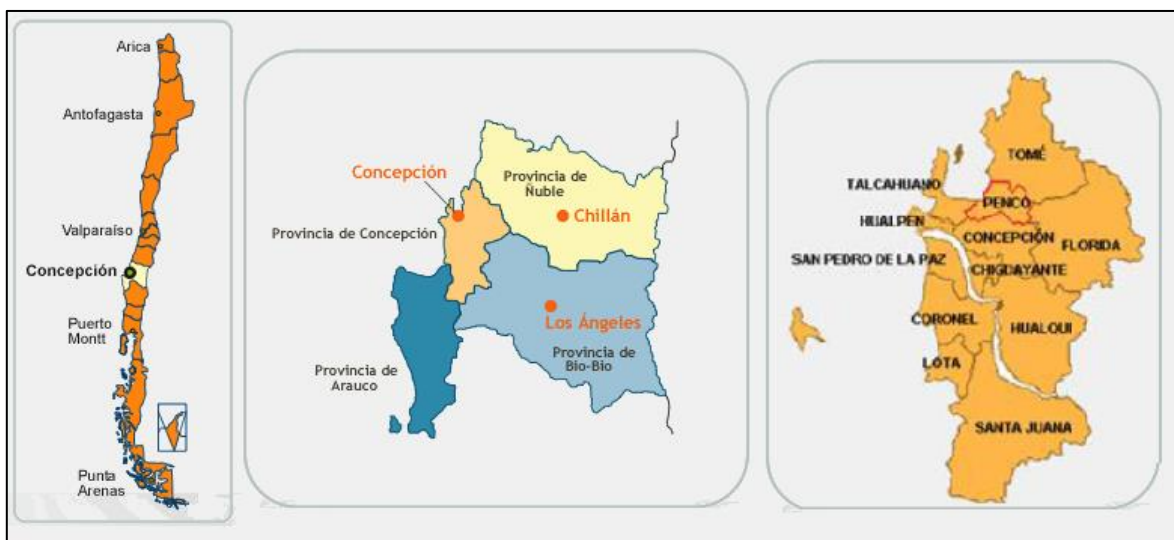 Arica
Antofagasta
Valparaíso
Concepción
Puerto
Montt
Punta
Arenas
Concepción
Provincia de
Ñuble
Chillán
Provincia de Concepción
Los Ángeles
Provincia de
Bio-Bio
Provincia de
Arauco
TOMÉ
TALCAHUANO
PENCO
HUALPEN
CONCEPCIÓN
FLORIDA
SAN PEDRO DE LA PAZ
CHIGUAYANTE
CORONEL
HUALQUI
LOTA
SANTA JUANA